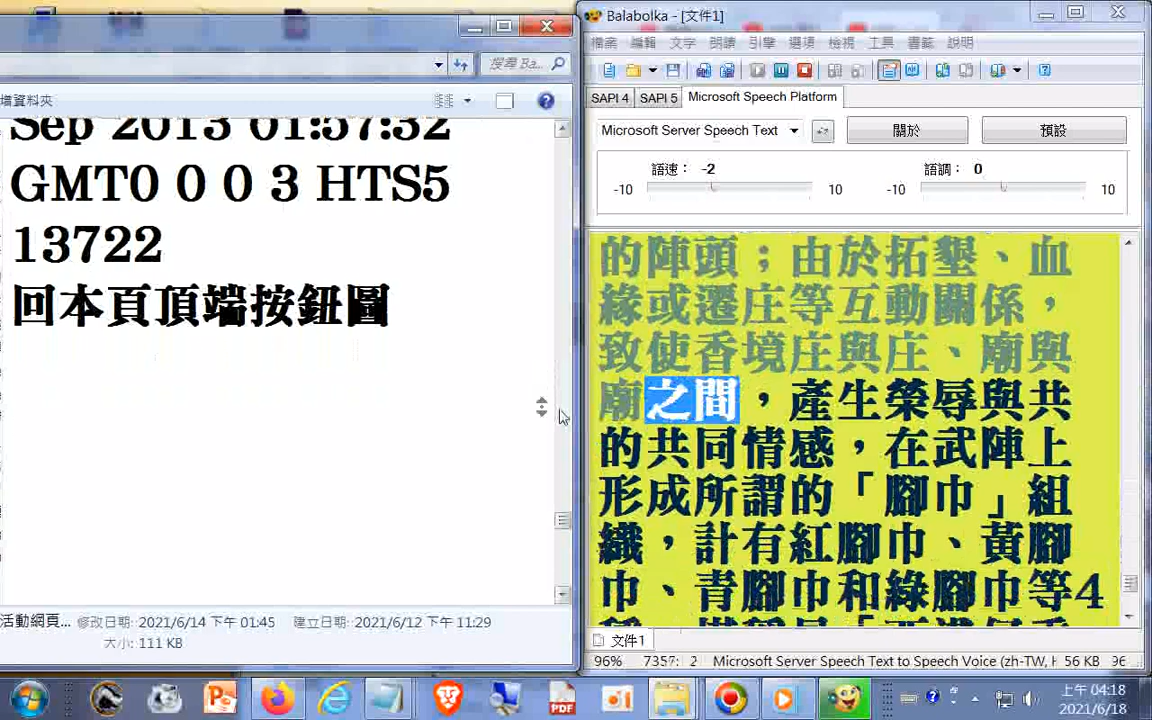 搜尋 Ba...
增資料夾
Sep 2013 01:57:32
GMT0 0 0 3 HTS5
13722
回本頁頂端按鈕圖
活動網頁... 修改日期: 2021/6/14 下午 01:45 建立日期: 2021/6/12 下午 11:29
大小: 111 KB
Balabolka - [文件1]
檔案 編輯 文字 朗讀 引擎 選項 檢視 工具 書籤 說明
SAPI 4 SAPI 5 Microsoft Speech Platform
Microsoft Server Speech Text 關於 預設
語速: -2 語調: 0
-10 10 -10 10
的陣頭；由於拓墾、血
緣或遷庄等互動關係，
致使香境庄與庄、廟與
廟之間，產生榮辱與共
的共同情感，在武陣上
形成所謂的「腳巾」組
織，計有紅腳巾、黃腳
巾、青腳巾和綠腳巾等4
文件1
96% 7357: 2 Microsoft Server Speech Text to Speech Voice (zh-TW, H 56 KB 96
上午 04:18
2021/6/18